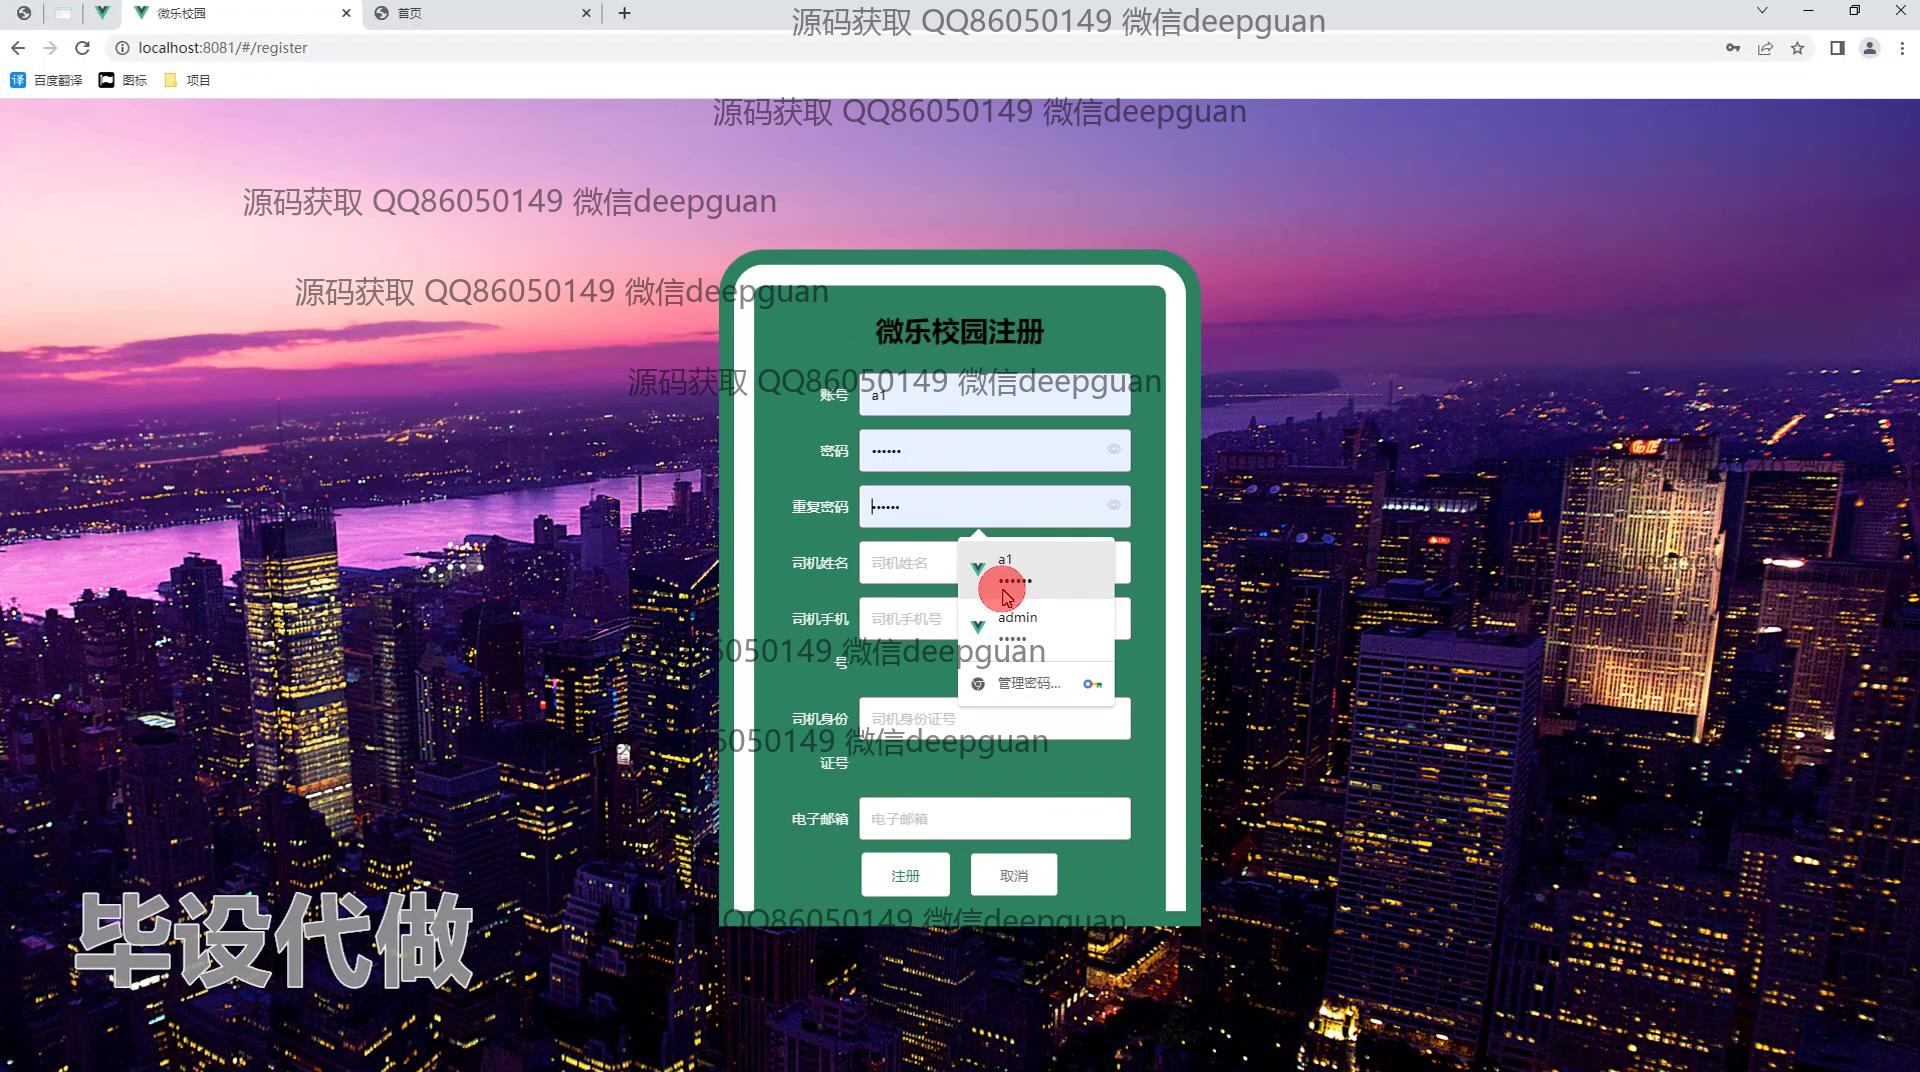 微乐校园
首页
源码获取 QQ86050149 微信deepguan
localhost:8081/#/register
百度翻译
图标
项目
源码获取 QQ86050149 微信deepguan
源码获取 QQ86050149 微信deepguan
源码获取 QQ86050149 微信deepguan
微乐校园注册
源码获取 QQ86050149 微信deepguan
账号
a1
密码
••••••
重复密码
••••••
司机姓名
司机姓名
a1
••••••
司机手机号
司机手机号
admin
•••••
6050149 微信deepguan
管理密码...
司机身份证号
司机身份证号
6050149 微信deepguan
电子邮箱
电子邮箱
注册
取消
QQ86050149 微信deepguan
毕设代做
GE